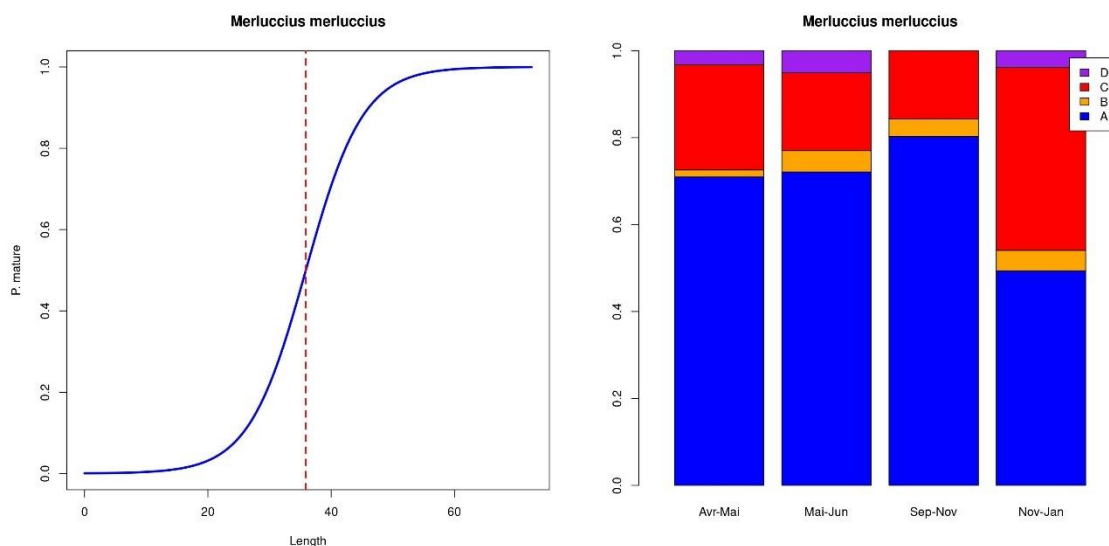 Merluccius merluccius
P. mature
1.0
0.8
0.6
0.4
0.2
0.0
0 20 40 60
Length
Merluccius merluccius
1.0
0.8
0.6
0.4
0.2
0.0
Avr-Mai Mai-Jun Sep-Nov Nov-Jan
D
C
B
A